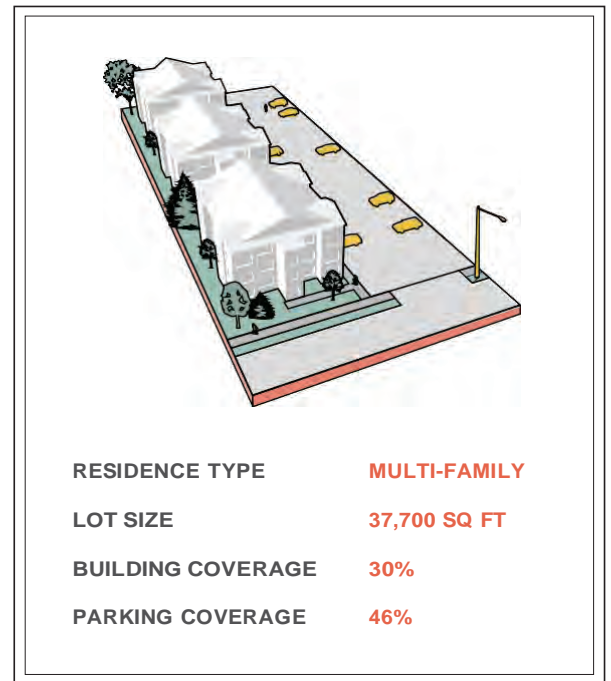 RESIDENCE TYPE MULTI-FAMILY
LOT SIZE 37,700 SQ FT
BUILDING COVERAGE 30%
PARKING COVERAGE 46%